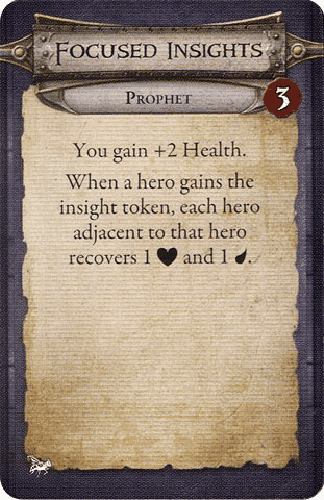 Focused Insights
Prophet
3
You gain +2 Health.
When a hero gains the
insight token, each hero
adjacent to that hero
recovers 1 ♥ and 1 .